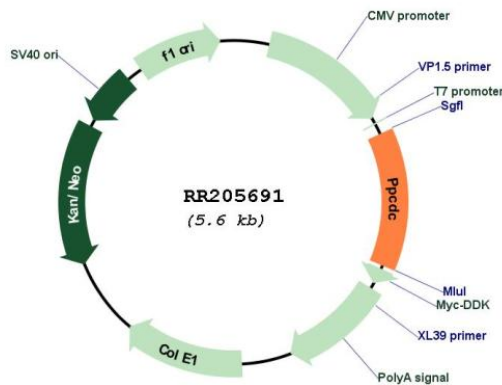 CMV promoter
SV40 ori
f1 ori
VP1.5 primer
T7 promoter
SgfI
Kan/ Neo
RR205691
(5.6 kb)
Ppcdc
MluI
Myc-DDK
XL39 primer
Col E1
PolyA signal